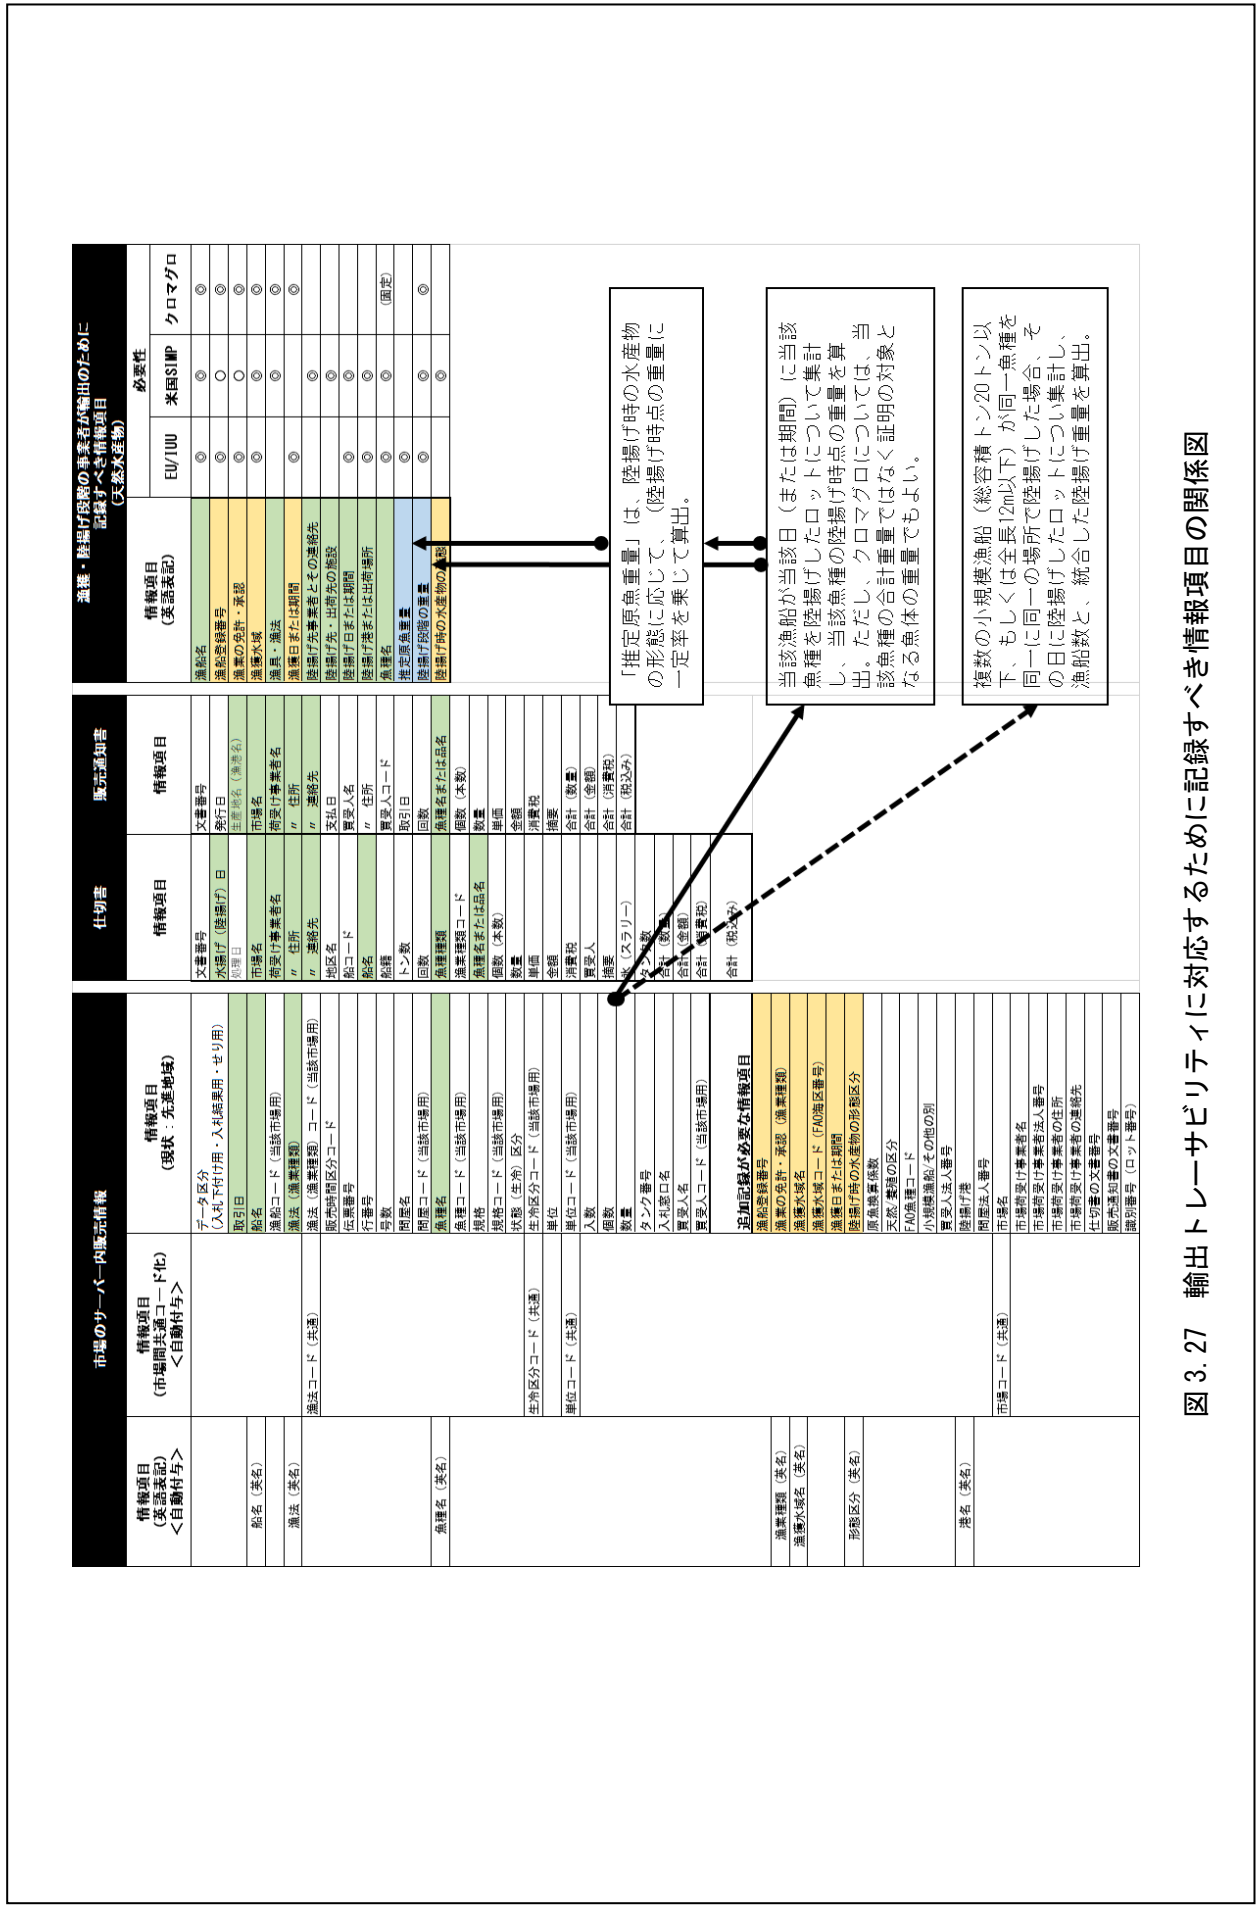 市場のサーバー内販売情報
情報項目
(英語表記)
<自動付与>
船名（英名）
漁法（英名）
魚種名（英名）
漁業種類（英名）
漁獲水域名（英名）
形態区分（英名）
港名（英名）
情報項目
(市場間共通コード化)
<自動付与>
漁法コード（共通）
生冷区分コード（共通）
単位コード（共通）
市場コード（共通）
情報項目
(現状：先進地域)
データ区分
(入札下付け用・入札結果用・せり用)
取引日
船名
漁船コード（当該市場用）
漁法（漁業種類）
漁法（漁業種類）コード（当該市場用）
販売時間区分コード
伝票番号
行番号
号数
問屋名
問屋コード（当該市場用）
魚種名
魚種コード（当該市場用）
規格
規格コード（当該市場用）
状態（生冷）区分
生冷区分コード（当該市場用）
単位
単位コード（当該市場用）
入数
個数
数量
タンク番号
入札窓口名
買受人名
買受人コード（当該市場用）
追加記録が必要な情報項目
漁船登録番号
漁業の免許・承認（漁業種類）
漁獲水域名
漁獲水域コード（FAO海区番号）
漁獲日または期間
陸揚げ時の水産物の形態区分
原魚換算係数
天然/養殖の区分
FAO魚種コード
小規模漁船/その他の別
買受人法人番号
陸揚げ港
問屋法人番号
市場名
市場荷受け事業者名
市場荷受け事業者法人番号
市場荷受け事業者の住所
市場荷受け事業者の連絡先
仕切書の文書番号
販売通知書の文書番号
識別番号（ロット番号）
仕切書
情報項目
文書番号
水揚げ（陸揚げ）日
処理日
市場名
荷受け事業者名
〃 住所
〃 連絡先
地区名
船コード
船名
船籍
トン数
回数
魚種種類
漁業種類コード
魚種名または品名
個数（本数）
数量
単価
金額
消費税
買受人
摘要
氷（スラリー）
タンク数
合計（数量）
合計（金額）
合計（消費税）
合計（税込み）
販売通知書
情報項目
文書番号
発行日
生産地名（漁港名）
市場名
荷受け事業者名
〃 住所
〃 連絡先
支払日
買受人名
〃 住所
買受人コード
取引日
回数
魚種名または品名
個数（本数）
数量
単価
金額
消費税
摘要
合計（数量）
合計（金額）
合計（消費税）
合計（税込み）
漁獲・陸揚げ段階の事業者が輸出のために
記録すべき情報項目
(天然水産物)
情報項目
(英語表記)
必要性
EU/IUU 米国SIMP クロマグロ
漁船名 ◎ ◎ ◎
漁船登録番号 ◎ ○ ◎
漁業の免許・承認 ◎ ○ ◎
漁獲水域 ◎ ◎ ◎
漁具・漁法 ◎ ◎
漁獲日または期間 ◎ ◎
陸揚げ先事業者とその連絡先 ◎
陸揚げ先・出荷先の施設 ◎
陸揚げ日または期間 ◎ ◎
陸揚げ港または出荷場所 ◎ ◎
魚種名 ◎ ◎ (固定)
推定原魚重量 ◎
陸揚げ段階の重量 ◎ ◎ ◎
陸揚げ時の水産物の形態 ◎
「推定原魚重量」は、陸揚げ時の水産物
の形態に応じて、（陸揚げ時点の重量に
一定率を乗じて算出。
当該漁船が当該日（または期間）に当該
魚種を陸揚げしたロットについて集計
し、当該魚種の陸揚げ時点の重量を算
出。ただし、クロマグロについては、当
該魚種の合計重量ではなく証明の対象と
なる魚体の重量でもよい。
複数の小規模漁船（総容積トン20トン以
下、もしくは全長12m以下）が同一魚種を
同一に同一の場所で陸揚げした場合、そ
の日に陸揚げしたロットについ集計し、
漁船数と、統合した陸揚げ重量を算出。
図 3.27 輸出トレーサビリティに対応するために記録すべき情報項目の関係図